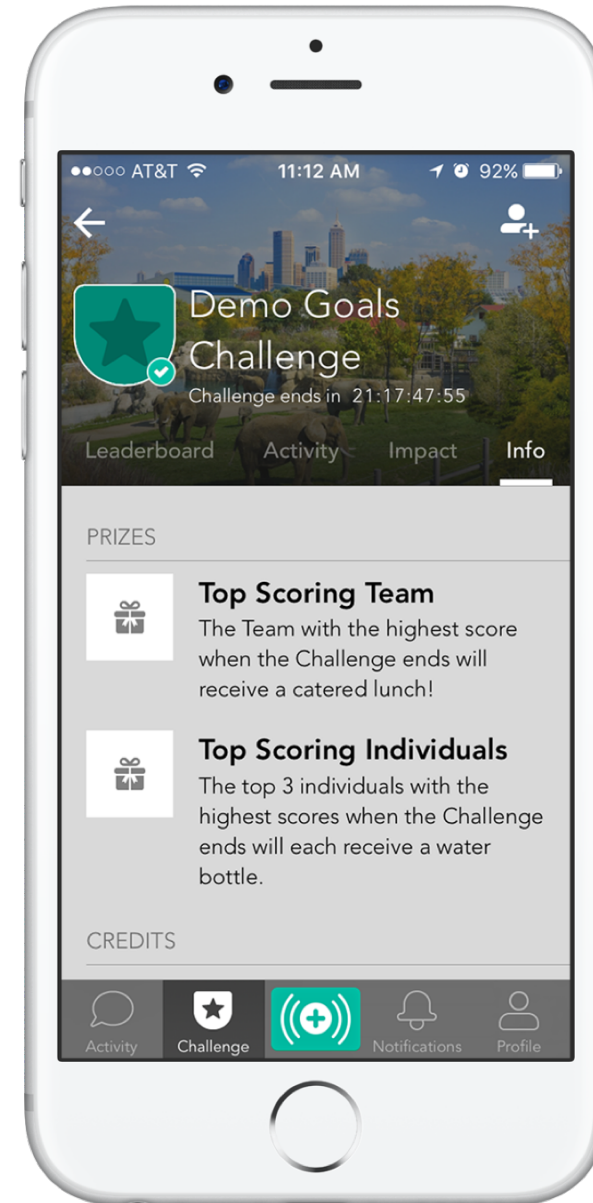 AT&T 11:12 AM 92%
Demo Goals
Challenge
Challenge ends in 21:17:47:55
Leaderboard Activity Impact Info
PRIZES
Top Scoring Team
The Team with the highest score
when the Challenge ends will
receive a catered lunch!
Top Scoring Individuals
The top 3 individuals with the
highest scores when the Challenge
ends will each receive a water
bottle.
CREDITS
Activity Challenge Notifications Profile